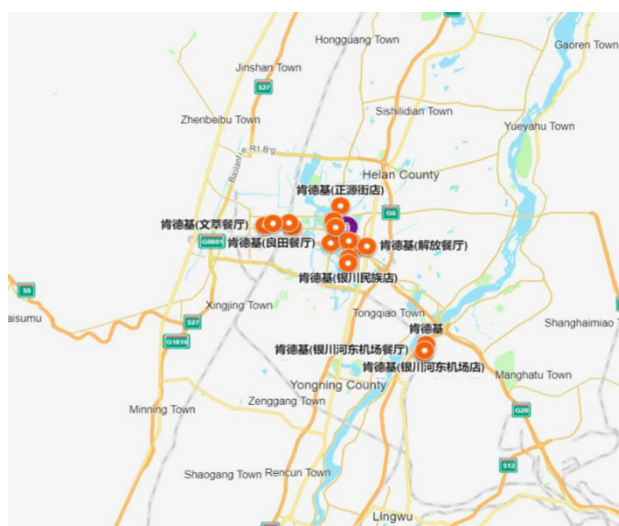 Hongguang Town
Gaoren Town
Jinshan Town
S27
Sishilidian Town
Zhenbeibu Town
Yueyahu Town
Helan County
肯德基(正源街店)
G6
肯德基(文萃餐厅)
G0601
肯德基(良田餐厅)
肯德基(解放餐厅)
肯德基(银川民族店)
S5
aisumu
Xingjing Town
S27
G1816
Tongqiao Town
肯德基
Shanghaimiao To
肯德基(银川河东机场餐厅)
肯德基(银川河东机场店)
Manghatu Town
Yongning County
Zenggang Town
Minning Town
G20
S12
Shaogang Town
Rencun Town
Lingwu